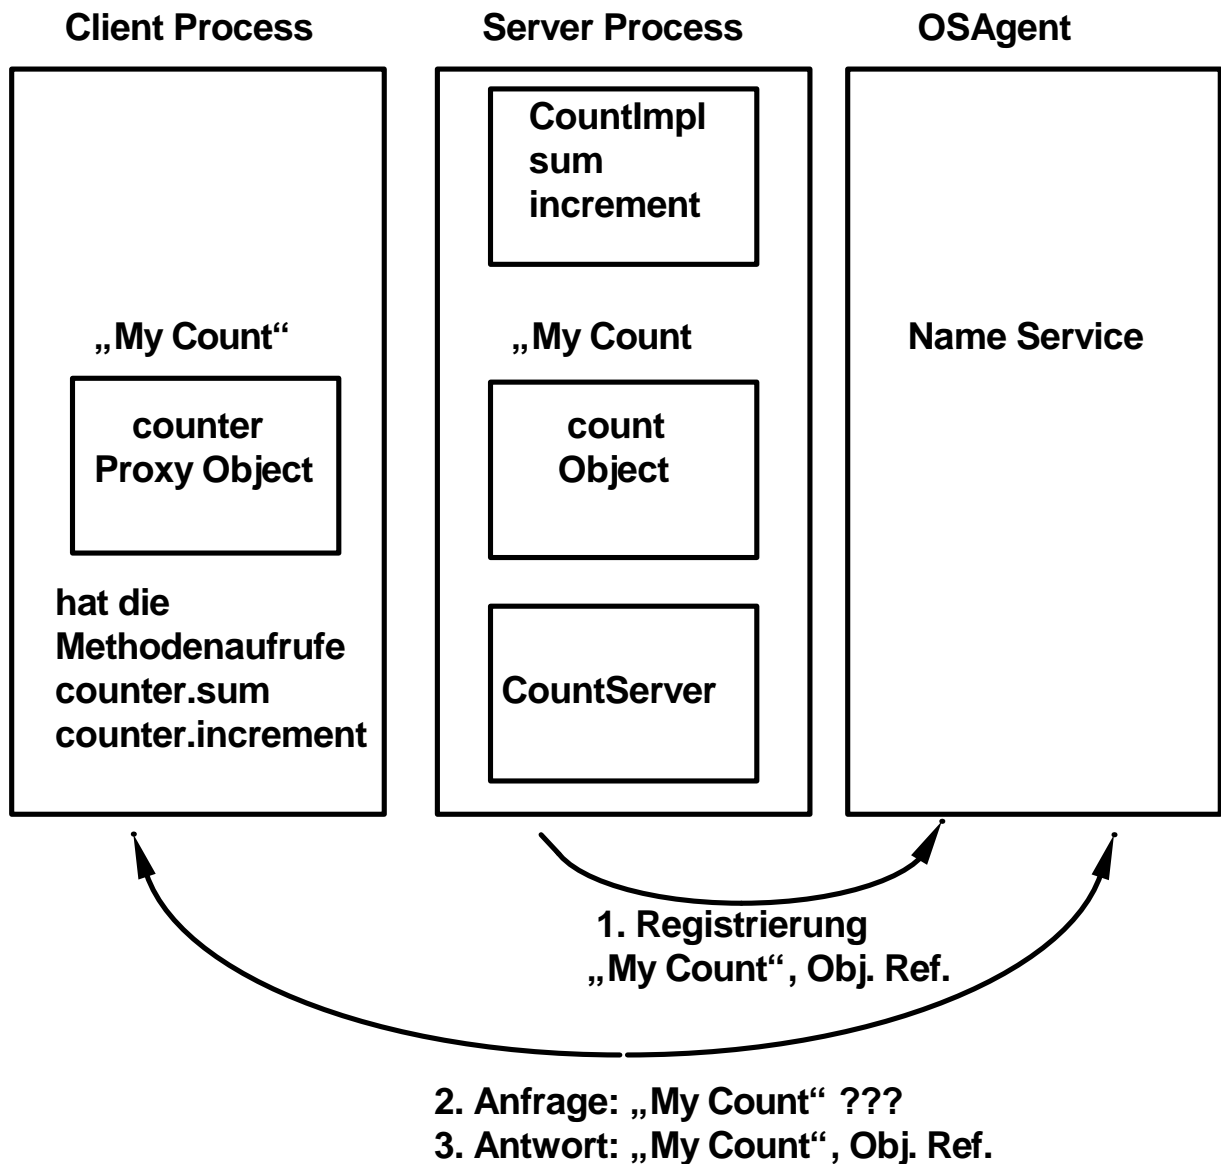 Client Process
Server Process
OSAgent
CountImpl
sum
increment
„My Count“
„My Count
Name Service
counter
Proxy Object
count
Object
hat die
Methodenaufrufe
counter.sum
counter.increment
CountServer
1. Registrierung
„My Count“, Obj. Ref.
2. Anfrage: „My Count“ ???
3. Antwort: „My Count“, Obj. Ref.